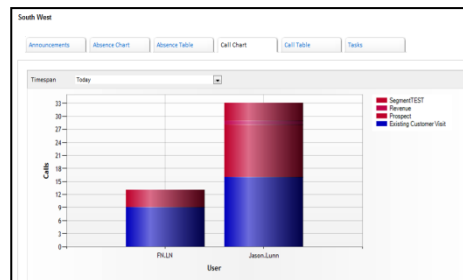 South West
Announcements Absence Chart Absence Table Call Chart Call Table Tasks
Timespan Today
SegmentTEST
Revenue
Prospect
Existing Customer Visit
33
30
27
24
21
18
15
12
9
6
3
0
Calls
FN.LN Jason.Lunn
User